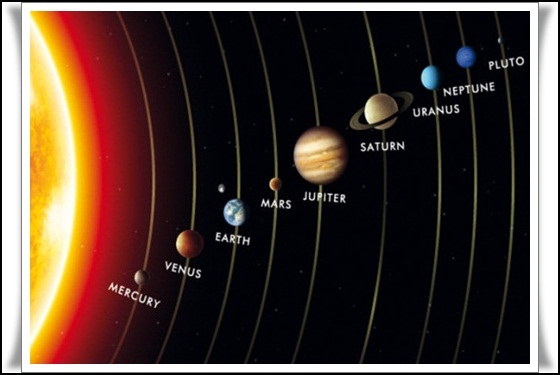 MERCURY
VENUS
EARTH
MARS
JUPITER
SATURN
URANUS
NEPTUNE
PLUTO